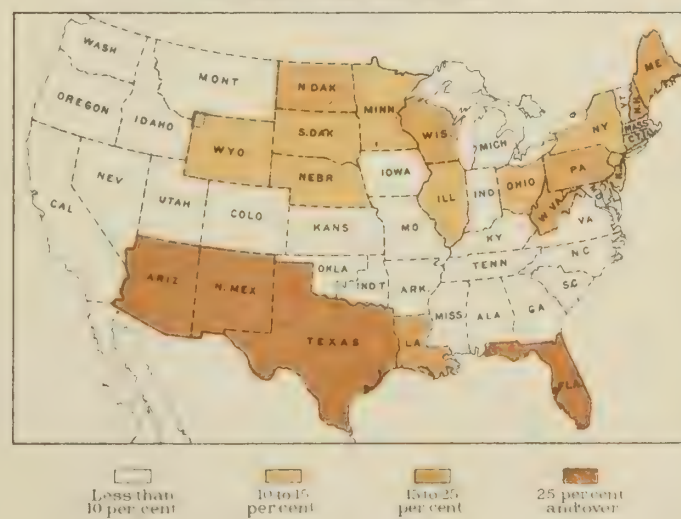 WASH
MONT
N.DAK
MINN
ME
VT
N.H.
OREGON
IDAHO
S.DAK
WIS.
MICH
NY
MASS
CT
WYO
NEV
NEBR
IOWA
ILL
IND
OHIO
PA
W VA
VA
CAL
UTAH
COLO
KANS
MO
KY
NC
TENN
SC
ARIZ
N.MEX
OKLA
IND T
ARK.
MISS
ALA
GA
TEXAS
LA
FLA
Less than
10 per cent
10 to 15
per cent
15 to 25
per cent
25 per cent
and over